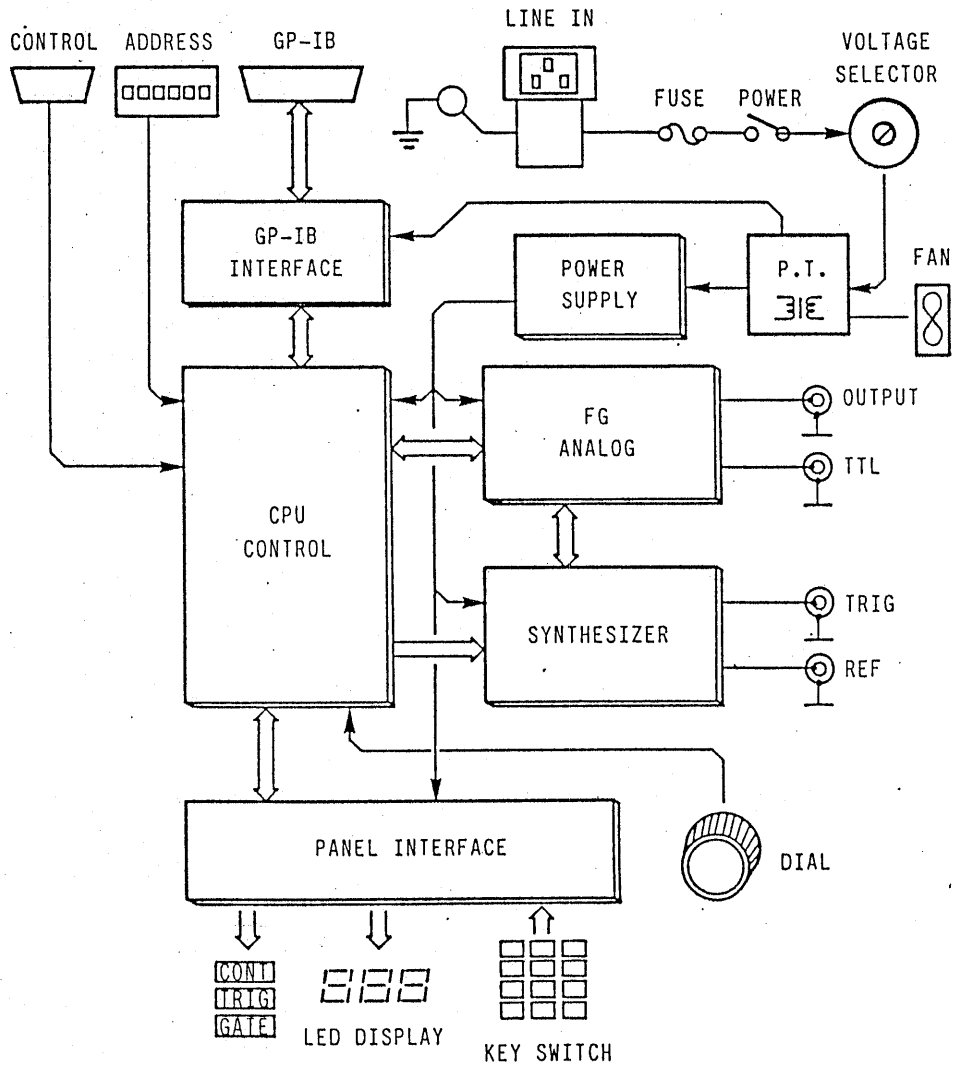 LINE IN
CONTROL
ADDRESS
GP-IB
VOLTAGE
SELECTOR
FUSE
POWER
GP-IB
INTERFACE
POWER
SUPPLY
P.T.
FAN
FG
ANALOG
OUTPUT
TTL
CPU
CONTROL
SYNTHESIZER
TRIG
REF
PANEL INTERFACE
DIAL
CONT
TRIG
GATE
LED DISPLAY
KEY SWITCH